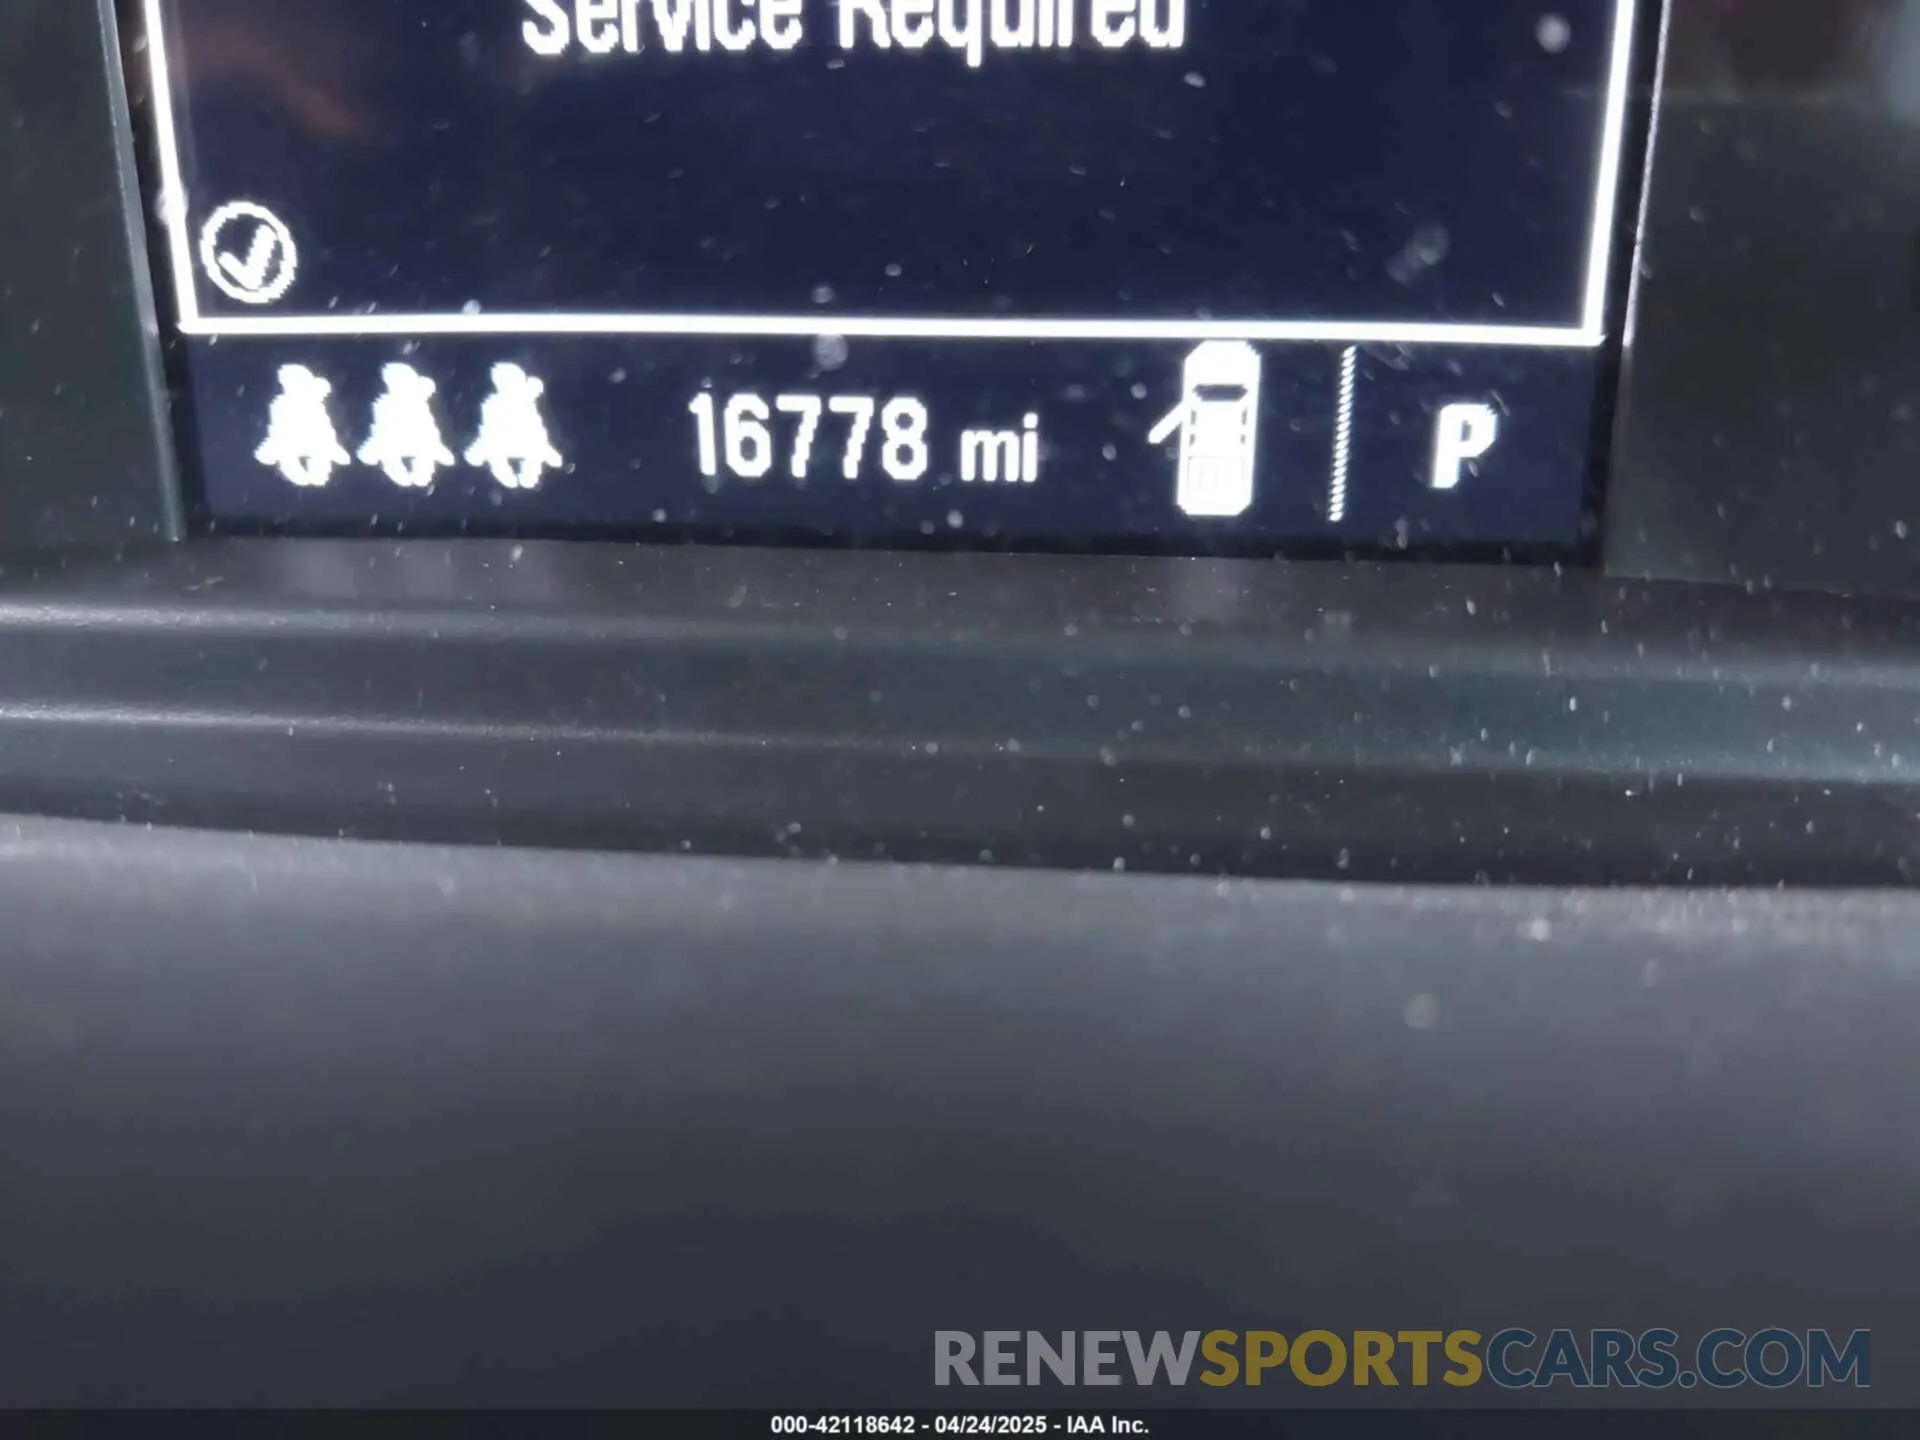 Service Required
16778 mi
P
RENEWSPORTSCARS.COM
000-42118642 - 04/24/2025 - IAA Inc.